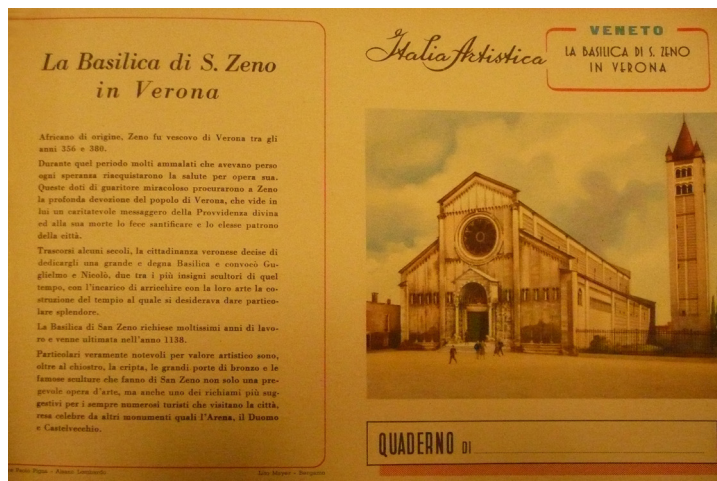 La Basilica di S. Zeno
in Verona
Africano di origine, Zeno fu vescovo di Verona tra gli
anni 356 e 380.
Durante quel periodo molti ammalati che avevano perso
ogni speranza riacquistarono la salute per opera sua.
Queste doti di guaritore miracoloso procurarono a Zeno
la profonda devozione del popolo di Verona, che vide in
lui un caritatevole messaggero della Provvidenza divina
ed alla sua morte lo fece santificare e lo elesse patrono
della città.
Trascorsi alcuni secoli, la cittadinanza veronese decise di
dedicargli una grande e degna Basilica e convocò Gu-
glielmo e Nicolò, due tra i più insigni scultori di quel
tempo, con l'incarico di arricchire con la loro arte la co-
struzione del tempio al quale si desiderava dare partico-
lare splendore.
La Basilica di San Zeno richiese moltissimi anni di lavo-
ro e venne ultimata nell'anno 1138.
Particolari veramente notevoli per valore artistico sono,
oltre al chiostro, la cripta, le grandi porte di bronzo e le
famose sculture che fanno di San Zeno non solo una pre-
gevole opera d'arte, ma anche uno dei richiami più sug-
gestivi per i sempre numerosi turisti che visitano la città,
resa celebre da altri monumenti quali l'Arena, il Duomo
e Castelvecchio.
Italia Artistica
VENETO
LA BASILICA DI S. ZENO
IN VERONA
QUADERNO DI